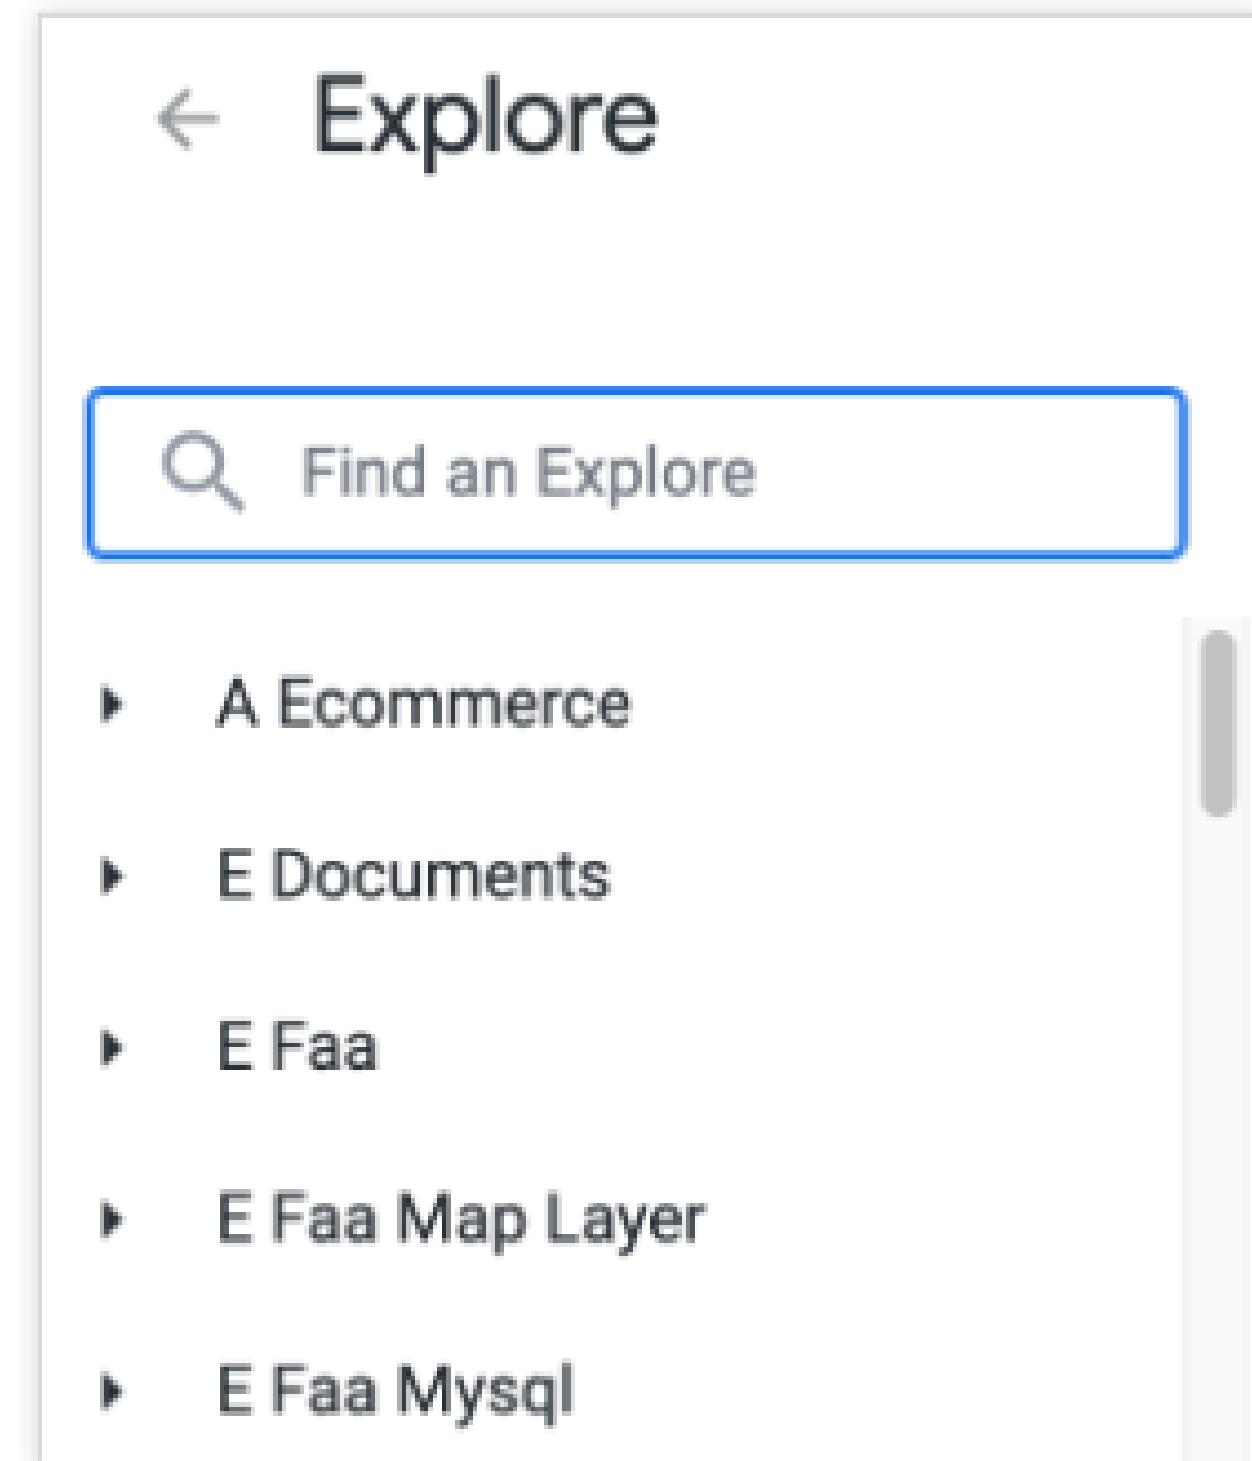 Explore
Find an Explore
A Ecommerce
E Documents
E Faa
E Faa Map Layer
E Faa Mysql